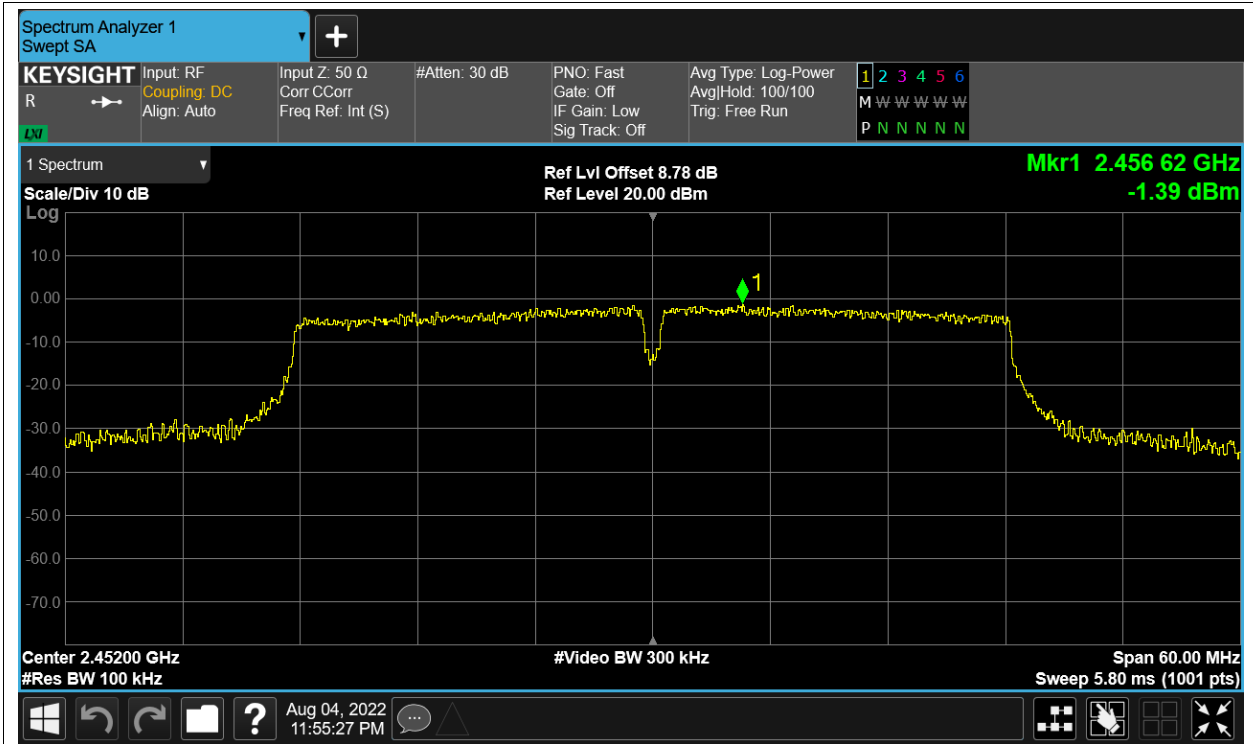 Spectrum Analyzer 1
Swept SA
KEYSIGHT
R
LXI
Input: RF
Coupling: DC
Align: Auto
Input Z: 50 Ω
Corr CCorr
Freq Ref: Int (S)
#Atten: 30 dB
PNO: Fast
Gate: Off
IF Gain: Low
Sig Track: Off
Avg Type: Log-Power
Avg|Hold: 100/100
Trig: Free Run
1 2 3 4 5 6
M W W W W W
P N N N N N
1 Spectrum
Scale/Div 10 dB
Ref Lvl Offset 8.78 dB
Ref Level 20.00 dBm
Mkr1 2.456 62 GHz
-1.39 dBm
Log
10.0
0.00
-10.0
-20.0
-30.0
-40.0
-50.0
-60.0
-70.0
1
Center 2.45200 GHz
#Res BW 100 kHz
#Video BW 300 kHz
Span 60.00 MHz
Sweep 5.80 ms (1001 pts)
?
Aug 04, 2022
11:55:27 PM